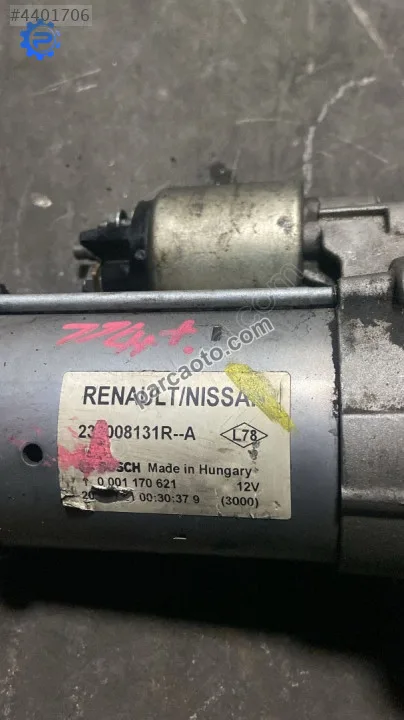 #4401706
RENAULT/NISSAN
008131R--A
L78
Made in Hungary
0 001 170 621 12V
00:30:37 9 (3000)
parcaoto.com